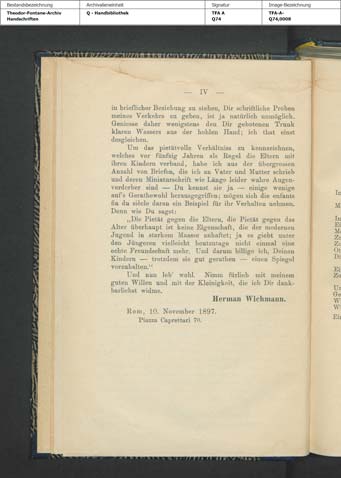 Bestandsbezeichnung Archivalieneinheit Signatur Image-Bezeichnung
Theodor-Fontane-Archiv Q - Handbibliothek TFA A TFA-A-
Handschriften Q74 Q74,0008
— IV —
in brieflicher Beziehung zu stehen, Dir schriftliche Proben
meines Verkehrs zu geben, ist ja natürlich unmöglich.
Geniesse daher wenigstens den Dir gebotenen Trunk
klaren Wassers aus der hohlen Hand; ich that einst
desgleichen.
Um das pietätvolle Verhältniss zu kennzeichnen,
welches vor fünfzig Jahren als Regel die Eltern mit
ihren Kindern verband, habe ich aus der übergrossen
Anzahl von Briefen, die ich an Vater und Mutter schrieb
und deren Miniaturschrift wie Länge leider wahre Augen-
verderber sind — Du kennst sie ja — einige wenige
auf's Gerathewohl herausgegriffen; mögen sich die enfants
du siècle daran ein Beispiel für ihr Verhalten nehmen.
Denn wie Du sagst:
„Die Pietät gegen die Eltern, die Pietät gegen das
Alter überhaupt ist keine Eigenschaft, die der modernen
Jugend in starkem Maasse anhaftet; ja es giebt unter
den Jüngeren vielleicht heutzutage nicht einmal eine
echte Freundschaft mehr. Und darum billige ich, Deinen
Kindern — trotzdem sie gut gerathen — einen Spiegel
vorzuhalten."
Und nun leb' wohl. Nimm fürlieb mit meinem
guten Willen und mit der Kleinigkeit, die ich Dir dank-
barlichst widme.
Herman Wichmann.
Rom, 10. November 1897.
Piazza Caprettari 70.